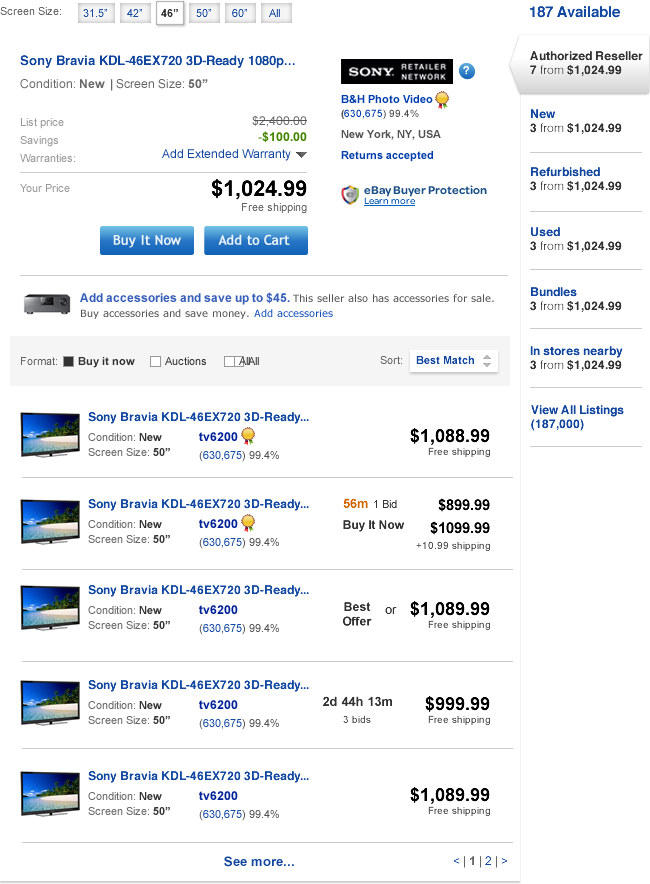 Screen Size: 31.5” 42” 46” 50” 60” All
187 Available
Sony Bravia KDL-46EX720 3D-Ready 1080p...
Condition: New | Screen Size: 50”
List price $2,400.00
Savings -$100.00
Warranties: Add Extended Warranty
Your Price $1,024.99
Free shipping
Buy It Now Add to Cart
SONY RETAILER NETWORK ?
B&H Photo Video
(630,675) 99.4%
New York, NY, USA
Returns accepted
eBay Buyer Protection
Learn more
Authorized Reseller
7 from $1,024.99
New
3 from $1,024.99
Refurbished
3 from $1,024.99
Used
3 from $1,024.99
Bundles
3 from $1,024.99
In stores nearby
3 from $1,024.99
View All Listings
(187,000)
Add accessories and save up to $45. This seller also has accessories for sale.
Buy accessories and save money. Add accessories
Format: Buy it now Auctions All All Sort: Best Match
Sony Bravia KDL-46EX720 3D-Ready...
Condition: New tv6200 $1,088.99
Screen Size: 50” (630,675) 99.4% Free shipping
Sony Bravia KDL-46EX720 3D-Ready... 56m 1 Bid $899.99
Condition: New tv6200 Buy It Now $1099.99
Screen Size: 50” (630,675) 99.4% +10.99 shipping
Sony Bravia KDL-46EX720 3D-Ready...
Condition: New tv6200 Best Offer or $1,089.99
Screen Size: 50” (630,675) 99.4% Free shipping
Sony Bravia KDL-46EX720 3D-Ready...
Condition: New tv6200 2d 44h 13m $999.99
Screen Size: 50” (630,675) 99.4% 3 bids Free shipping
Sony Bravia KDL-46EX720 3D-Ready...
Condition: New tv6200 $1,089.99
Screen Size: 50” (630,675) 99.4% Free shipping
See more... < | 1 | 2 | >